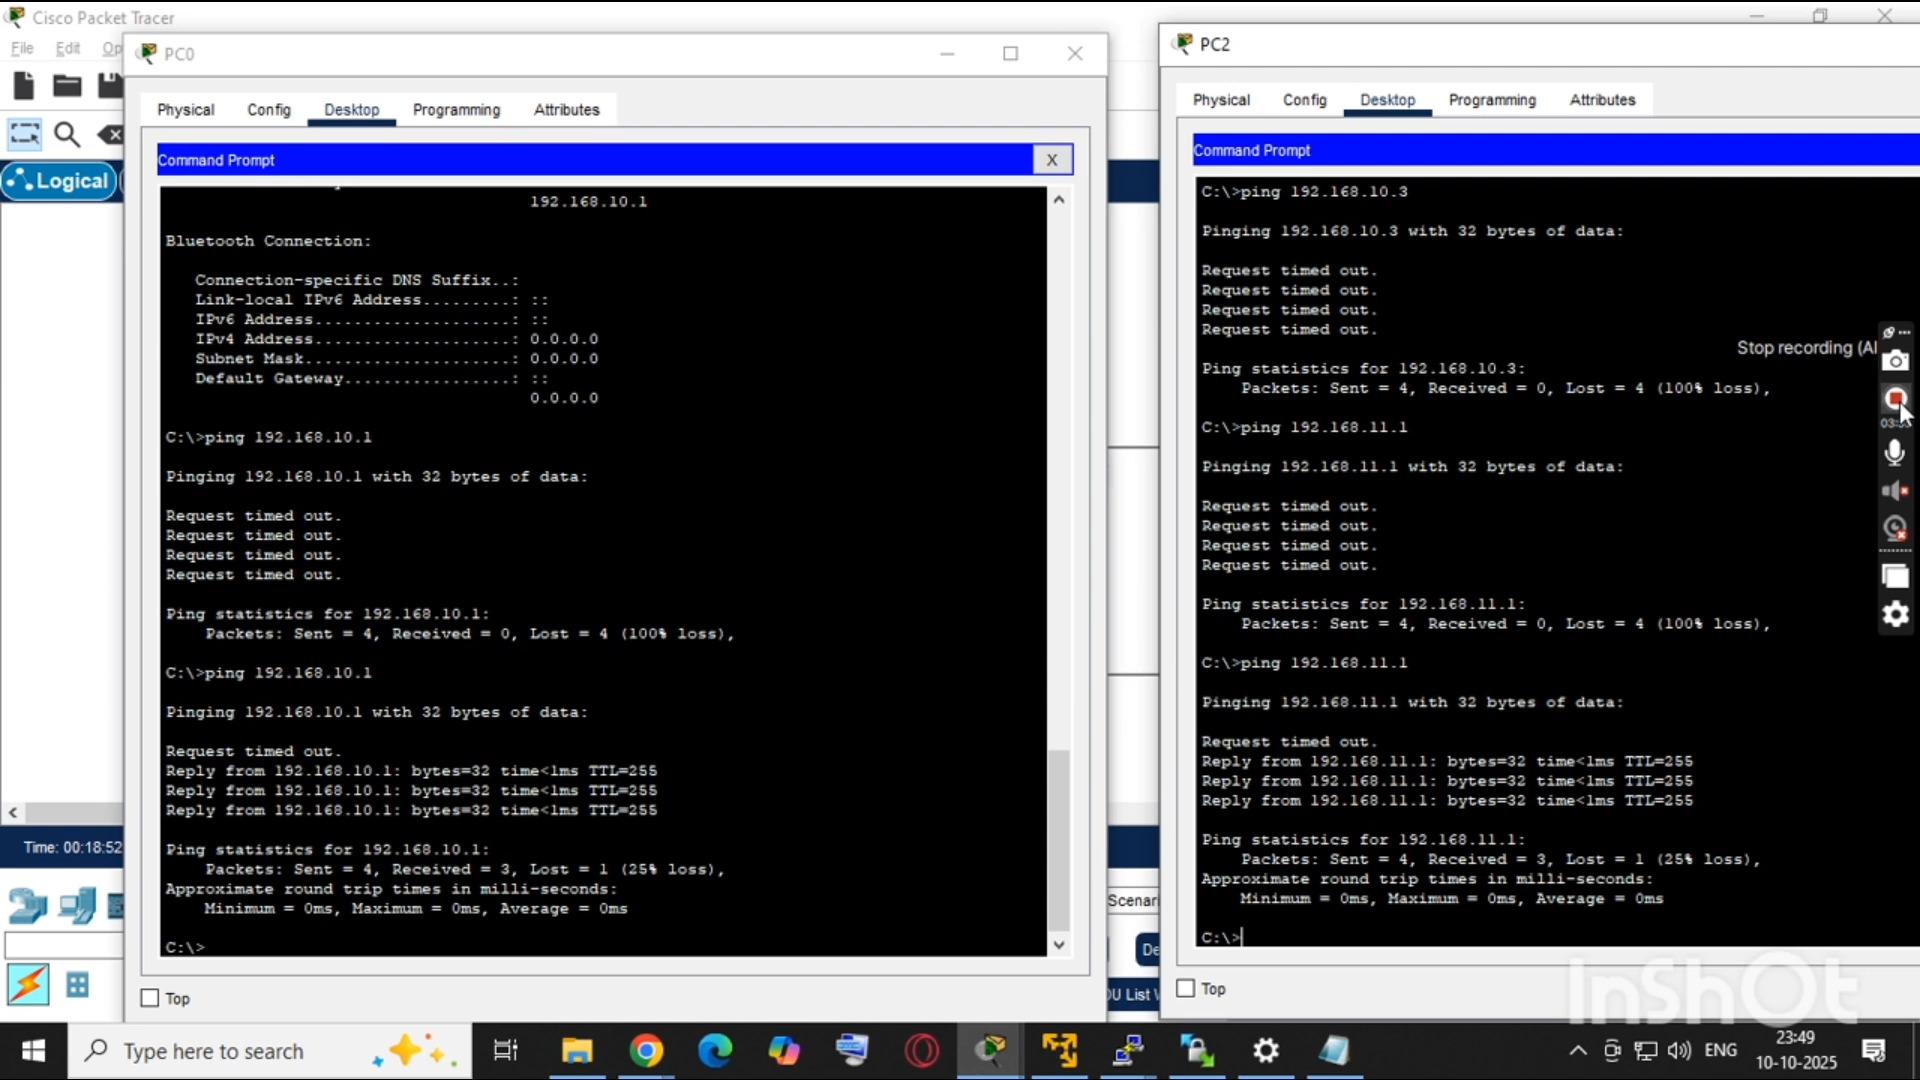 Cisco Packet Tracer
File Edit Op
Logical
Time: 00:18:52
PC0
Physical Config Desktop Programming Attributes
Command Prompt
X
192.168.10.1
Bluetooth Connection:
Connection-specific DNS Suffix..:
Link-local IPv6 Address.........: ::
IPv6 Address....................: ::
IPv4 Address....................: 0.0.0.0
Subnet Mask.....................: 0.0.0.0
Default Gateway.................: ::
0.0.0.0
C:\>ping 192.168.10.1
Pinging 192.168.10.1 with 32 bytes of data:
Request timed out.
Request timed out.
Request timed out.
Request timed out.
Ping statistics for 192.168.10.1:
Packets: Sent = 4, Received = 0, Lost = 4 (100% loss),
C:\>ping 192.168.10.1
Pinging 192.168.10.1 with 32 bytes of data:
Request timed out.
Reply from 192.168.10.1: bytes=32 time<1ms TTL=255
Reply from 192.168.10.1: bytes=32 time<1ms TTL=255
Reply from 192.168.10.1: bytes=32 time<1ms TTL=255
Ping statistics for 192.168.10.1:
Packets: Sent = 4, Received = 3, Lost = 1 (25% loss),
Approximate round trip times in milli-seconds:
Minimum = 0ms, Maximum = 0ms, Average = 0ms
C:\>
Top
Scenari
De
DU List W
PC2
Physical Config Desktop Programming Attributes
Command Prompt
C:\>ping 192.168.10.3
Pinging 192.168.10.3 with 32 bytes of data:
Request timed out.
Request timed out.
Request timed out.
Request timed out.
Ping statistics for 192.168.10.3:
Packets: Sent = 4, Received = 0, Lost = 4 (100% loss),
C:\>ping 192.168.11.1
Pinging 192.168.11.1 with 32 bytes of data:
Request timed out.
Request timed out.
Request timed out.
Request timed out.
Ping statistics for 192.168.11.1:
Packets: Sent = 4, Received = 0, Lost = 4 (100% loss),
C:\>ping 192.168.11.1
Pinging 192.168.11.1 with 32 bytes of data:
Request timed out.
Reply from 192.168.11.1: bytes=32 time<1ms TTL=255
Reply from 192.168.11.1: bytes=32 time<1ms TTL=255
Reply from 192.168.11.1: bytes=32 time<1ms TTL=255
Ping statistics for 192.168.11.1:
Packets: Sent = 4, Received = 3, Lost = 1 (25% loss),
Approximate round trip times in milli-seconds:
Minimum = 0ms, Maximum = 0ms, Average = 0ms
C:\>
Top
Stop recording (Al
InShOt
Type here to search
ENG
23:49
10-10-2025